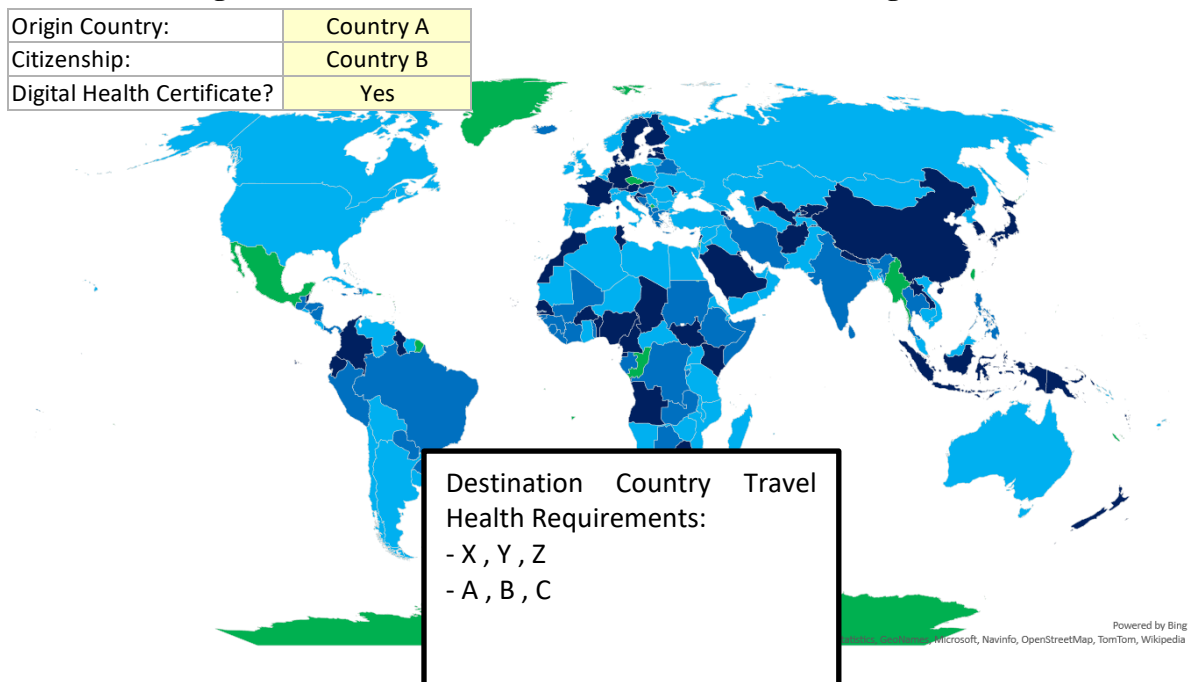 Origin Country: Country A
Citizenship: Country B
Digital Health Certificate? Yes
Destination Country Travel
Health Requirements:
- X , Y , Z
- A , B , C
Powered by Bing
GeoNames, Microsoft, Navinfo, OpenStreetMap, TomTom, Wikipedia